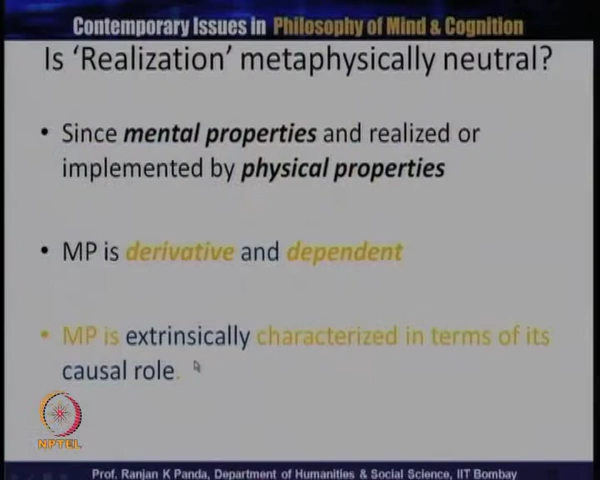 Contemporary Issues in Philosophy of Mind & Cognition
Is 'Realization' metaphysically neutral?
• Since mental properties and realized or
implemented by physical properties
• MP is derivative and dependent
• MP is extrinsically characterized in terms of its
causal role.
NPTEL
Prof. Ranjan K Panda, Department of Humanities & Social Science, IIT Bombay